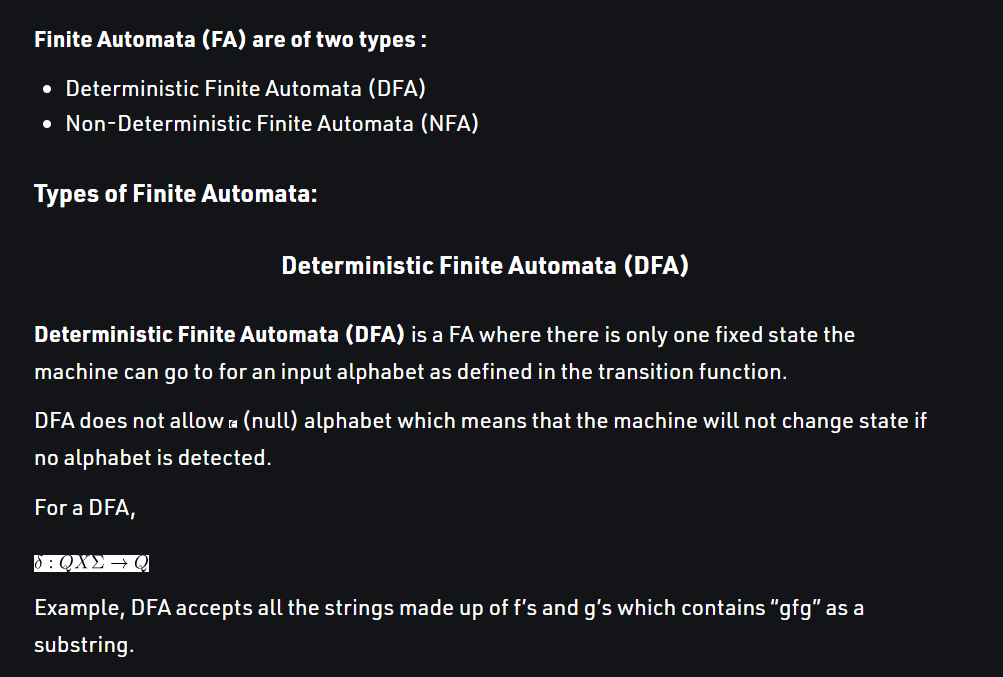 Finite Automata (FA) are of two types :
• Deterministic Finite Automata (DFA)
• Non-Deterministic Finite Automata (NFA)
Types of Finite Automata:
Deterministic Finite Automata (DFA)
Deterministic Finite Automata (DFA) is a FA where there is only one fixed state the
machine can go to for an input alphabet as defined in the transition function.
DFA does not allow (null) alphabet which means that the machine will not change state if
no alphabet is detected.
For a DFA,
δ : QXΣ → Q
Example, DFA accepts all the strings made up of f’s and g’s which contains “gfg” as a
substring.